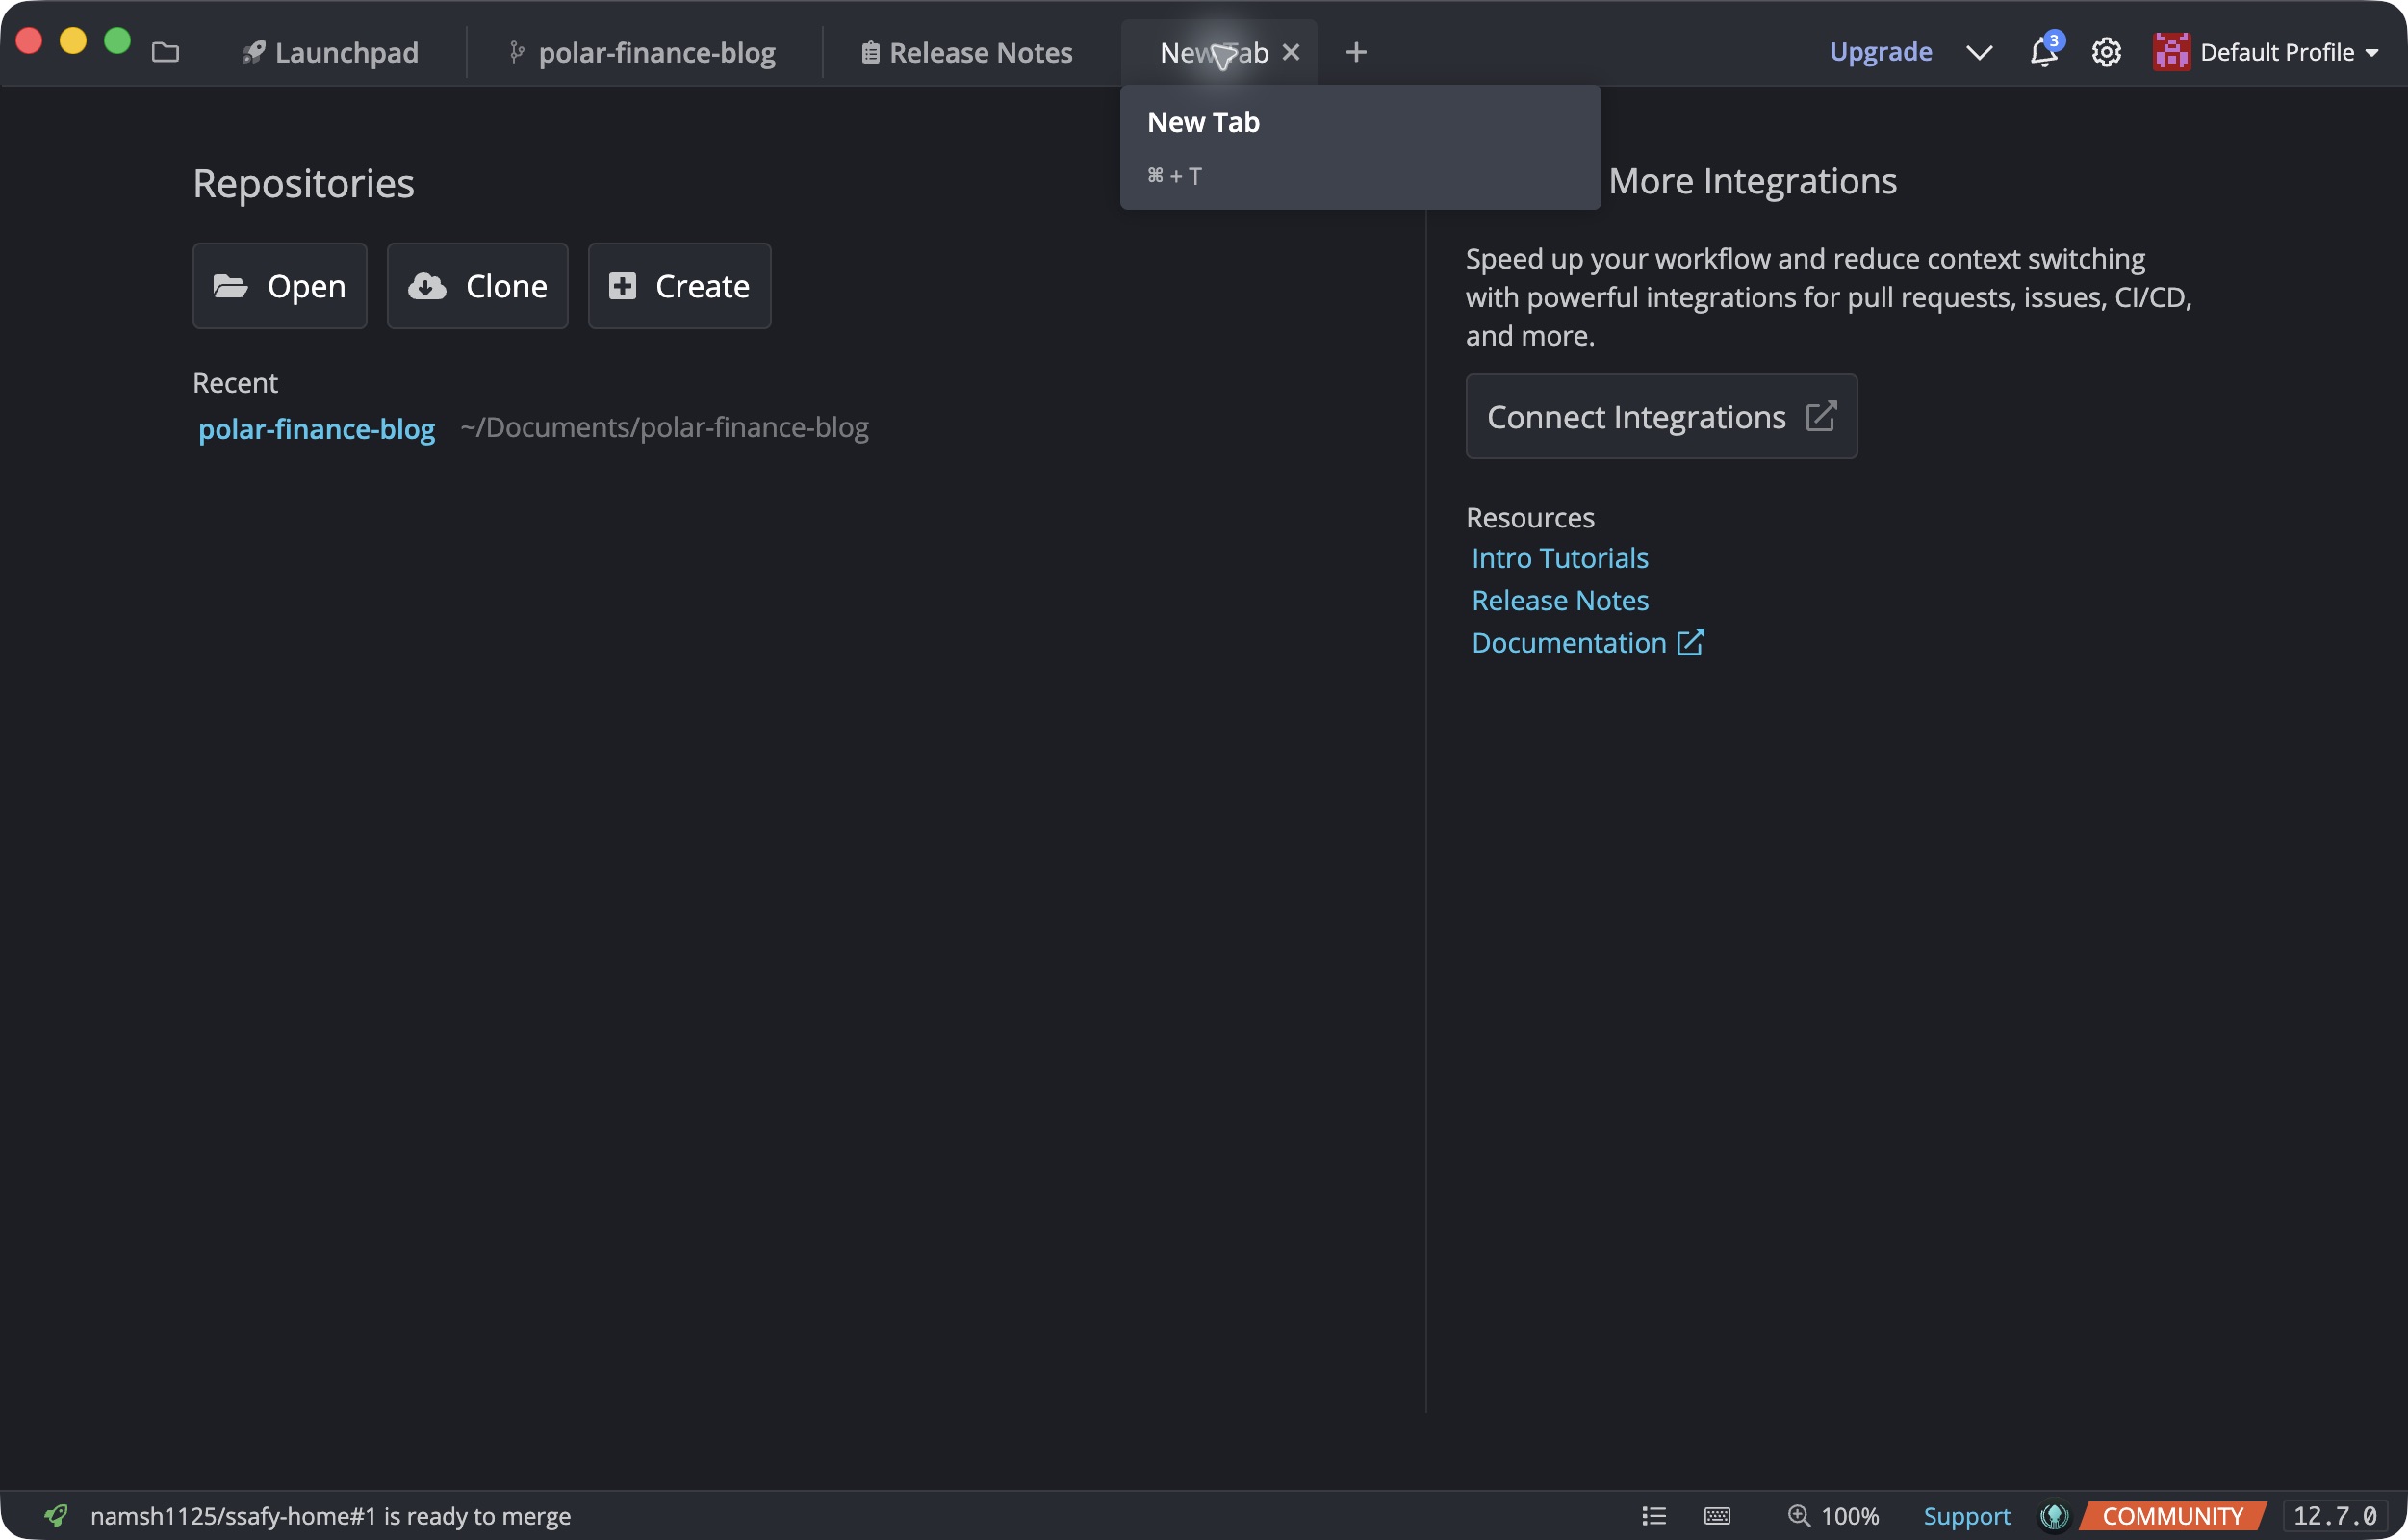 Launchpad
polar-finance-blog
Release Notes
New Tab
Upgrade
3
Default Profile
New Tab
⌘ + T
Repositories
Open
Clone
Create
Recent
polar-finance-blog ~/Documents/polar-finance-blog
More Integrations
Speed up your workflow and reduce context switching
with powerful integrations for pull requests, issues, CI/CD,
and more.
Connect Integrations
Resources
Intro Tutorials
Release Notes
Documentation
namsh1125/ssafy-home#1 is ready to merge
100%
Support
COMMUNITY
12.7.0